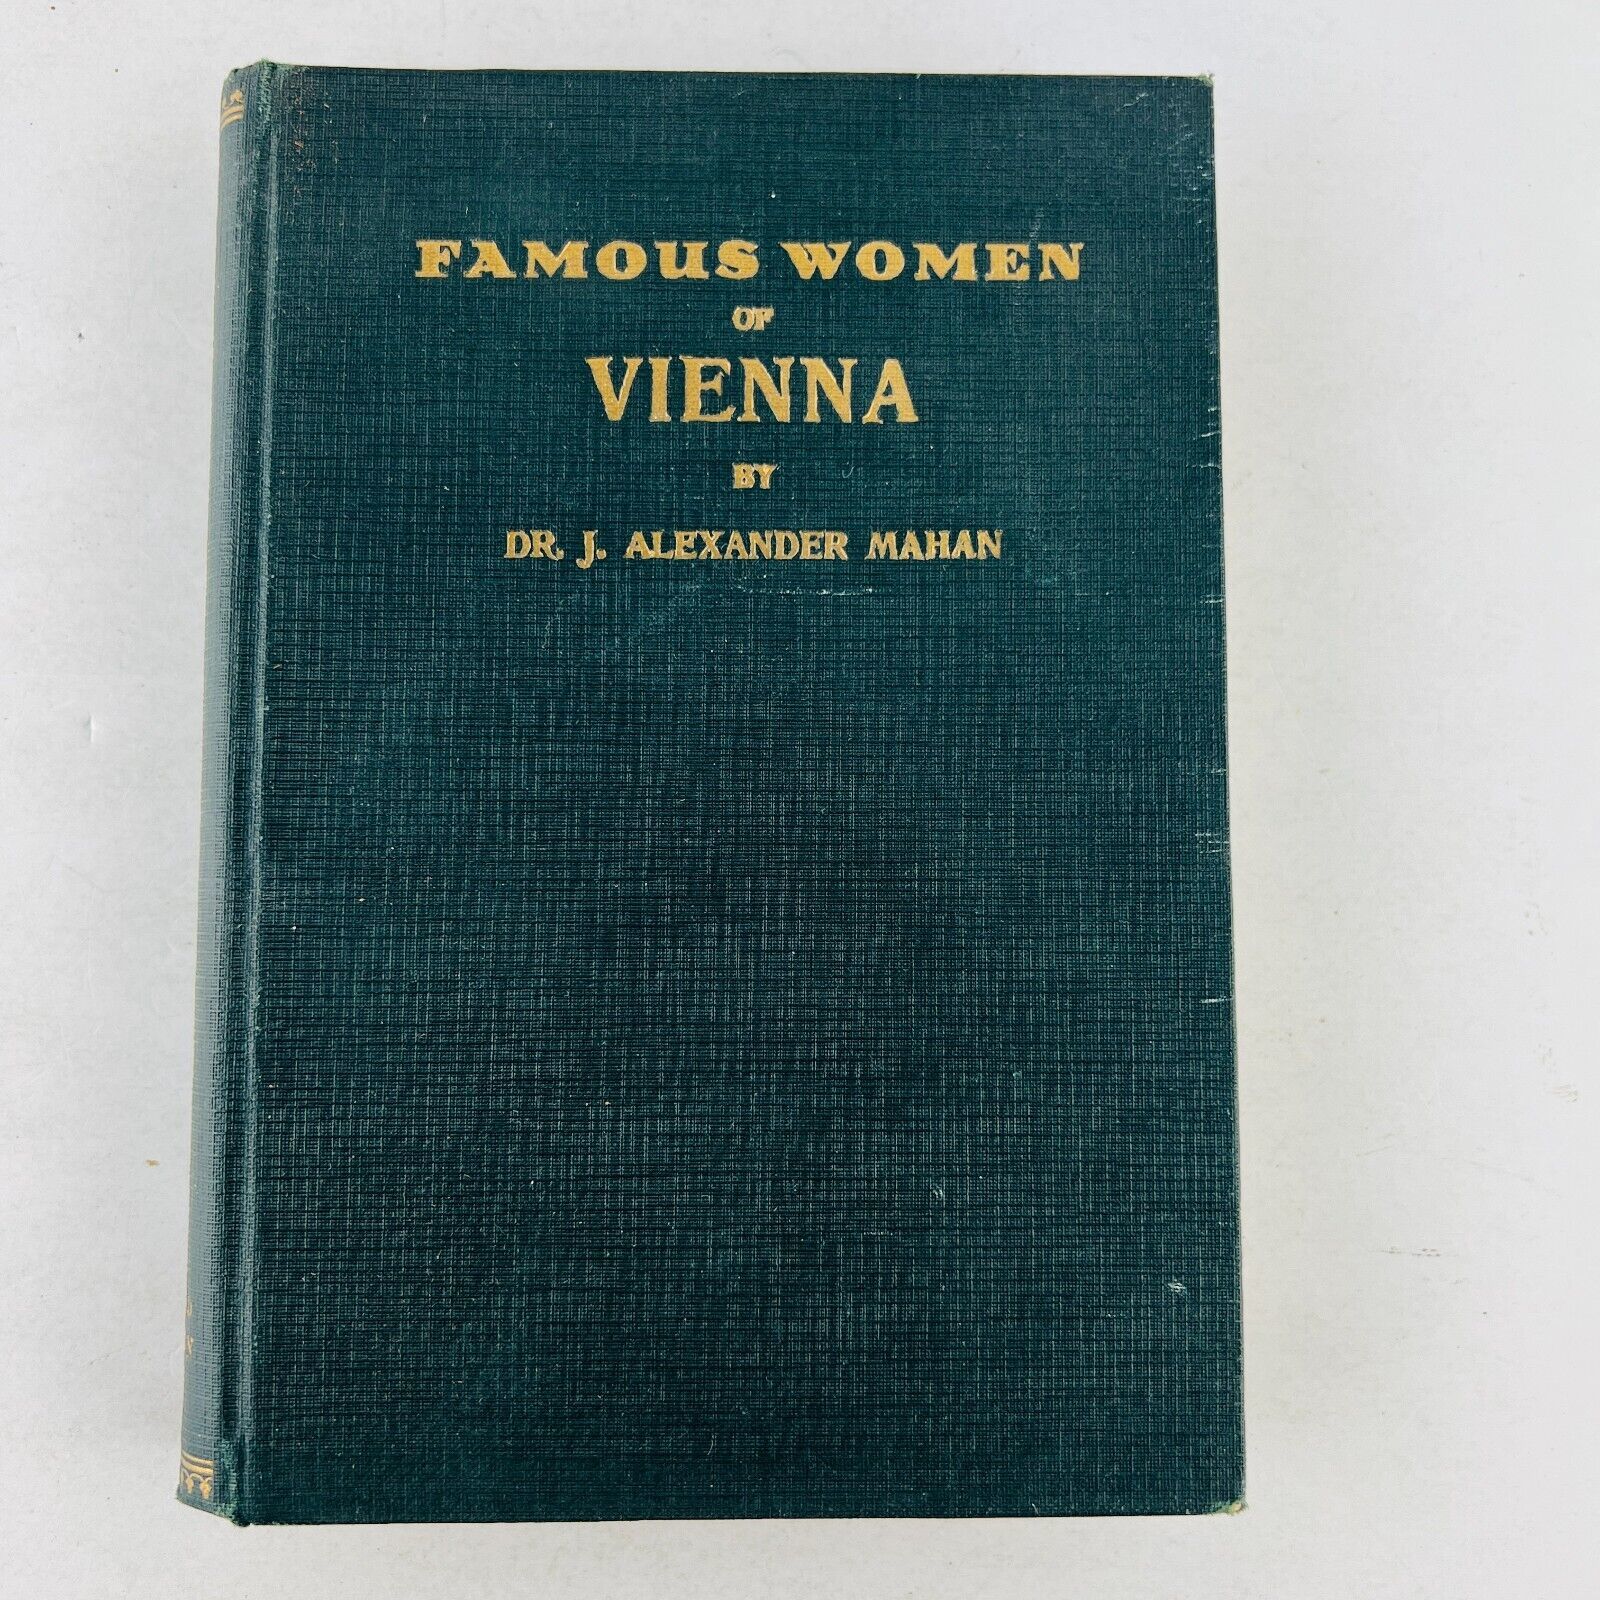 FAMOUS WOMEN
OF
VIENNA
BY
DR. J. ALEXANDER MAHAN